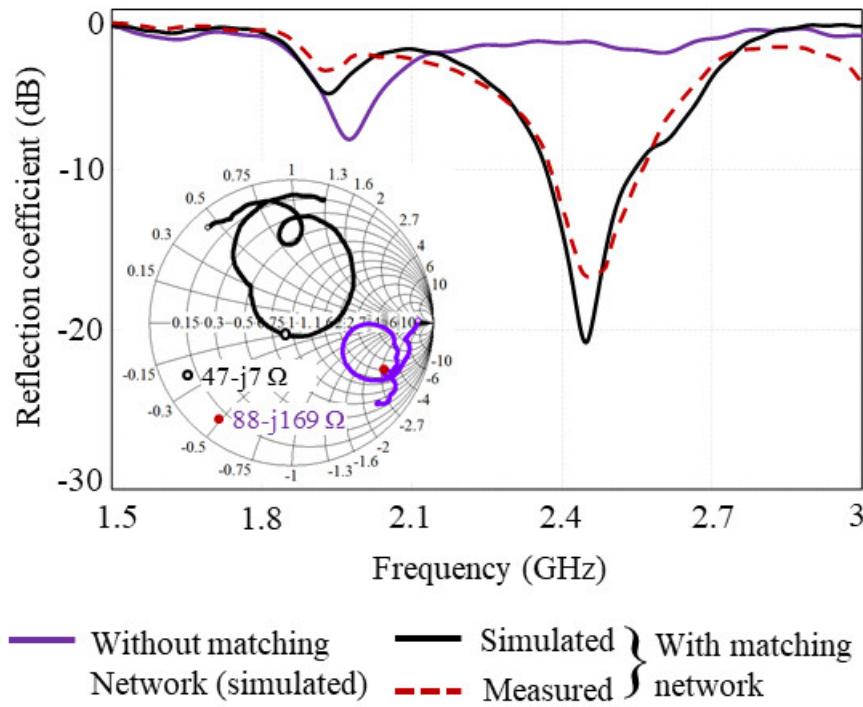 Reflection coefficient (dB)
0
-10
-20
-30
1
0.75
1.3
0.5
1.6
2
0.3
2.7
4
0.15
6
10
0.15 0.3 0.5 0.75 1
-10
-0.15
-6
-4
-0.3
-2.7
-0.5
-2
-0.75
-1.6
-1
-1.3
47-j7 Ω
88-j169 Ω
1.5 1.8 2.1 2.4 2.7 3
Frequency (GHz)
Without matching
Network (simulated)
Simulated
Measured
With matching
network